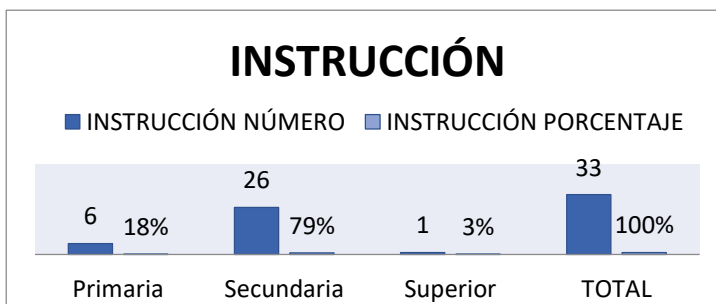 INSTRUCCIÓN
INSTRUCCIÓN NÚMERO INSTRUCCIÓN PORCENTAJE
6 18% 26 79% 1 3% 33 100%
Primaria Secundaria Superior TOTAL